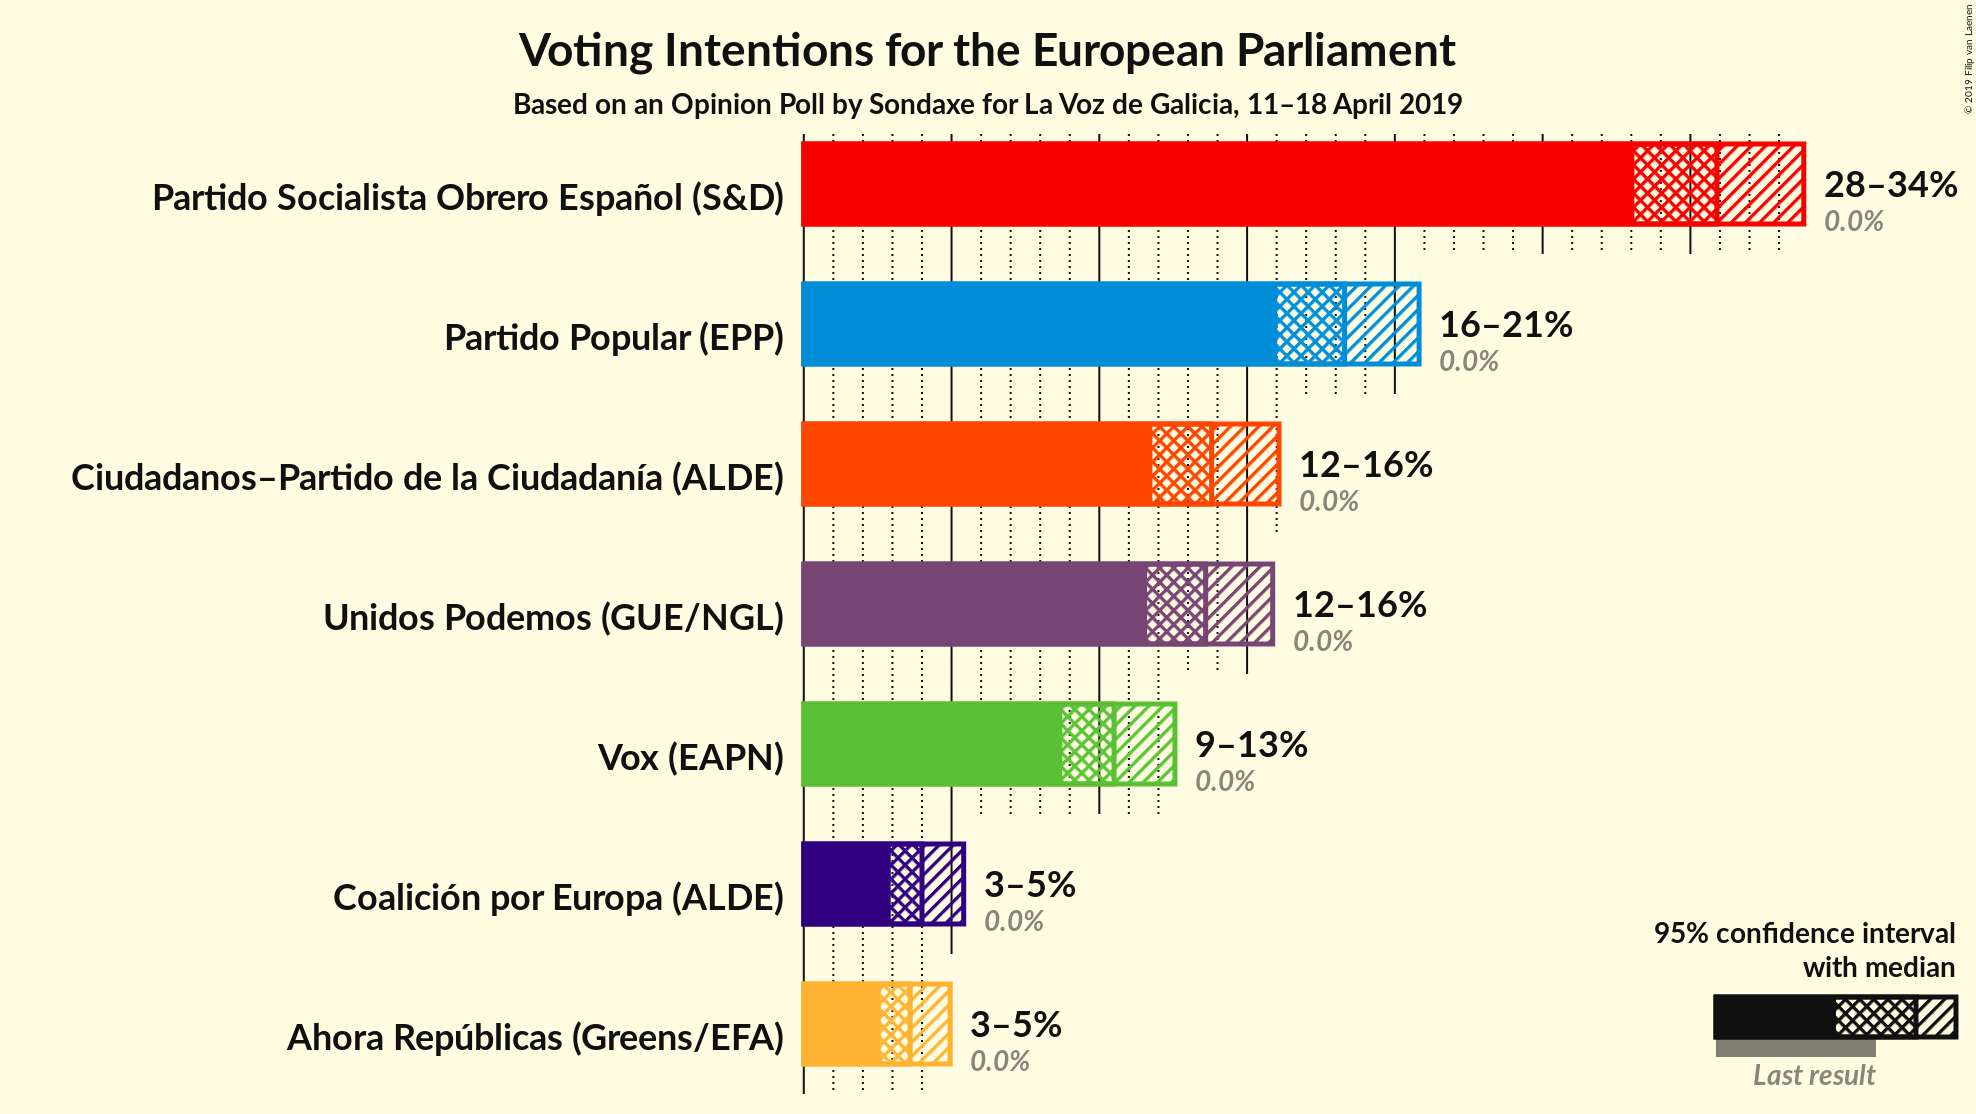 Voting Intentions for the European Parliament
Based on an Opinion Poll by Sondaxe for La Voz de Galicia, 11–18 April 2019
© 2019 Filip van Laenen
Partido Socialista Obrero Español (S&D)
28–34%
0.0%
Partido Popular (EPP)
16–21%
0.0%
Ciudadanos–Partido de la Ciudadanía (ALDE)
12–16%
0.0%
Unidos Podemos (GUE/NGL)
12–16%
0.0%
Vox (EAPN)
9–13%
0.0%
Coalición por Europa (ALDE)
3–5%
0.0%
Ahora Repúblicas (Greens/EFA)
3–5%
0.0%
95% confidence interval
with median
Last result